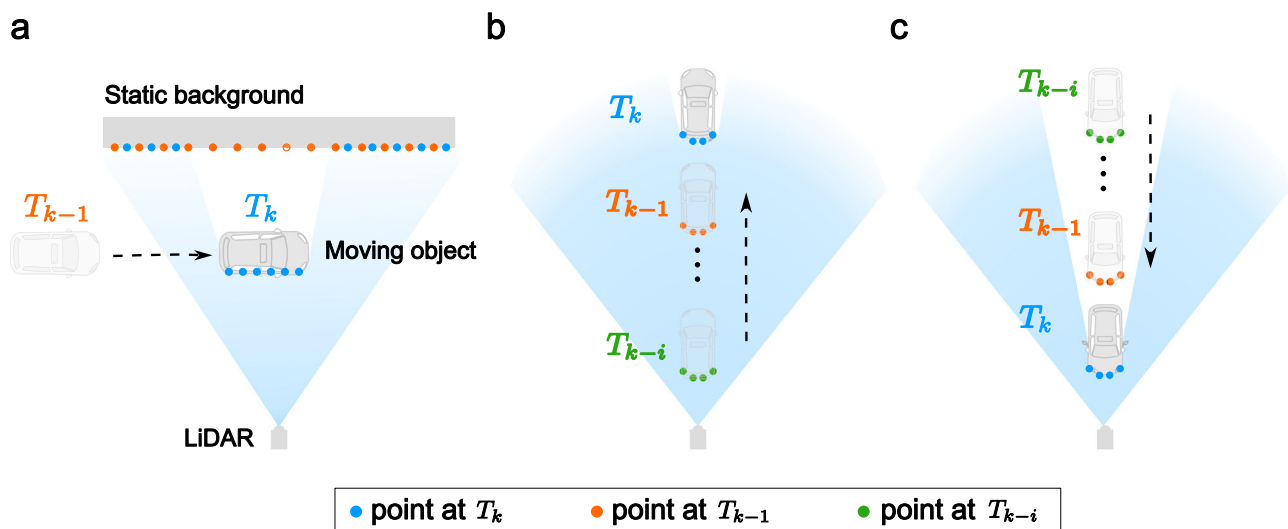 a
b
c
Static background
T_{k-1}
T_k
Moving object
LiDAR
T_k
T_{k-1}
T_{k-i}
T_{k-i}
T_{k-1}
T_k
point at T_k
point at T_{k-1}
point at T_{k-i}